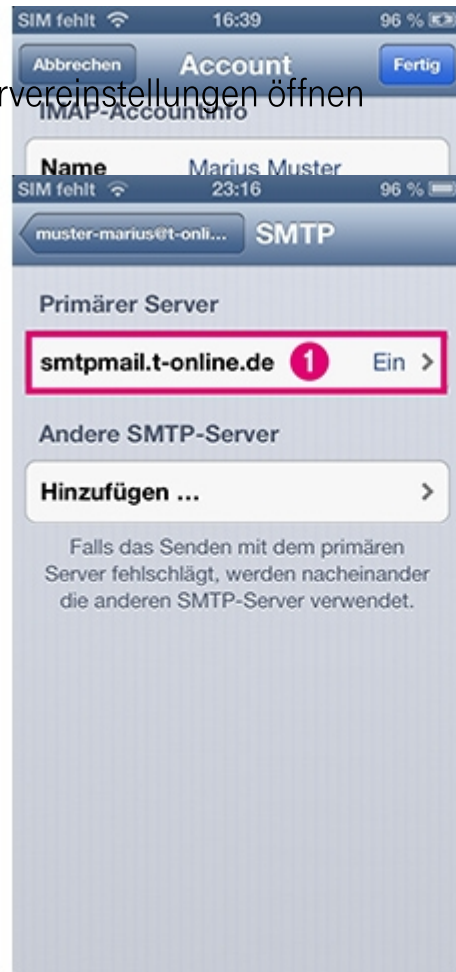 SIM fehlt 16:39 96 %
Abbrechen Account Fertig
rvereinstellungen öffnen
IMAP-Accountinfo
Name Marius Muster
SIM fehlt 23:16 96 %
muster-marius@t-onli... SMTP
Primärer Server
smtpmail.t-online.de 1 Ein >
Andere SMTP-Server
Hinzufügen ... >
Falls das Senden mit dem primären
Server fehlschlägt, werden nacheinander
die anderen SMTP-Server verwendet.